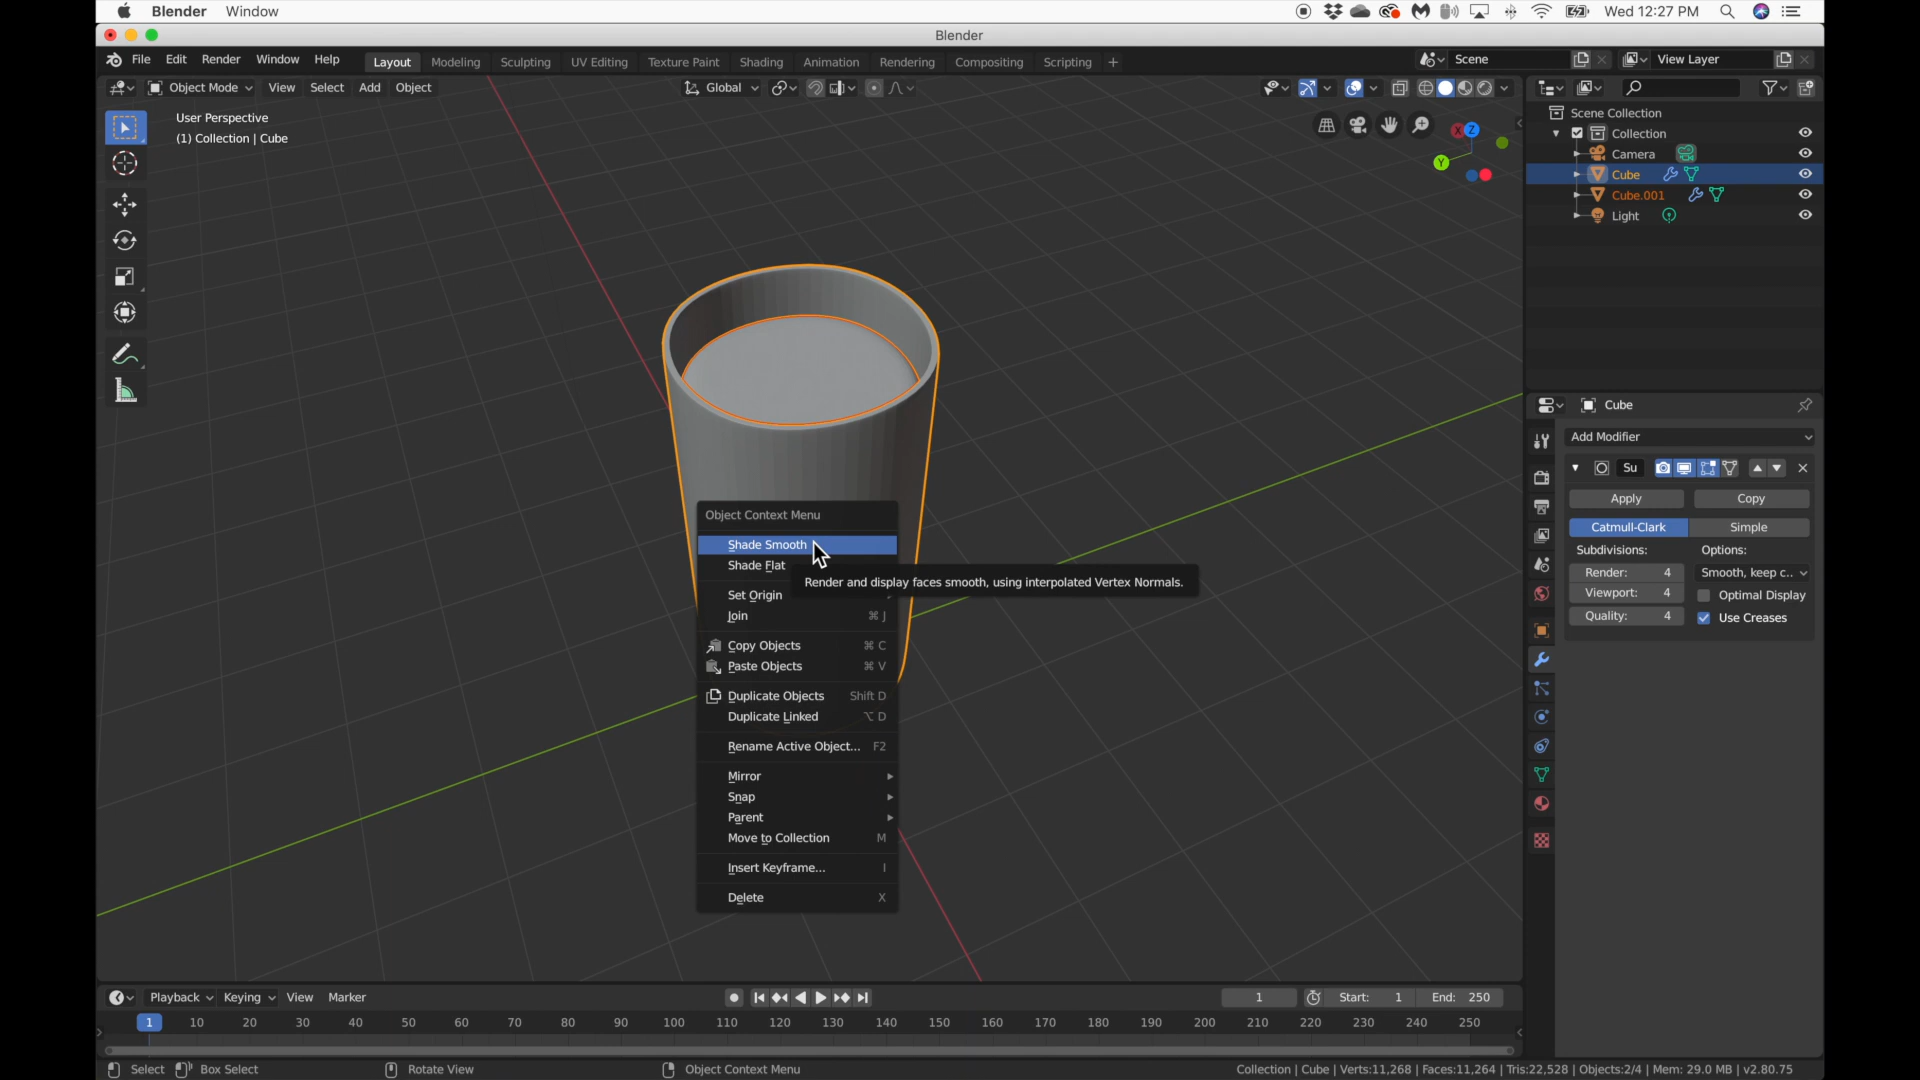 Blender Window Wed 12:27 PM
Blender
File Edit Render Window Help Layout Modeling Sculpting UV Editing Texture Paint Shading Animation Rendering Compositing Scripting + Scene View Layer
Object Mode View Select Add Object Global
User Perspective
(1) Collection | Cube
X Z
Y
Scene Collection
Collection
Camera
Cube
Cube.001
Light
Cube
Add Modifier
Su
Apply Copy
Catmull-Clark Simple
Subdivisions: Options:
Render: 4 Smooth, keep c..
Viewport: 4 Optimal Display
Quality: 4 Use Creases
Object Context Menu
Shade Smooth
Shade Flat
Render and display faces smooth, using interpolated Vertex Normals.
Set Origin
Join ⌘ J
Copy Objects ⌘ C
Paste Objects ⌘ V
Duplicate Objects Shift D
Duplicate Linked ⌥ D
Rename Active Object... F2
Mirror
Snap
Parent
Move to Collection M
Insert Keyframe... I
Delete X
Playback Keying View Marker 1 Start: 1 End: 250
1 10 20 30 40 50 60 70 80 90 100 110 120 130 140 150 160 170 180 190 200 210 220 230 240 250
Select Box Select Rotate View Object Context Menu Collection | Cube | Verts:11,268 | Faces:11,264 | Tris:22,528 | Objects:2/4 | Mem: 29.0 MB | v2.80.75